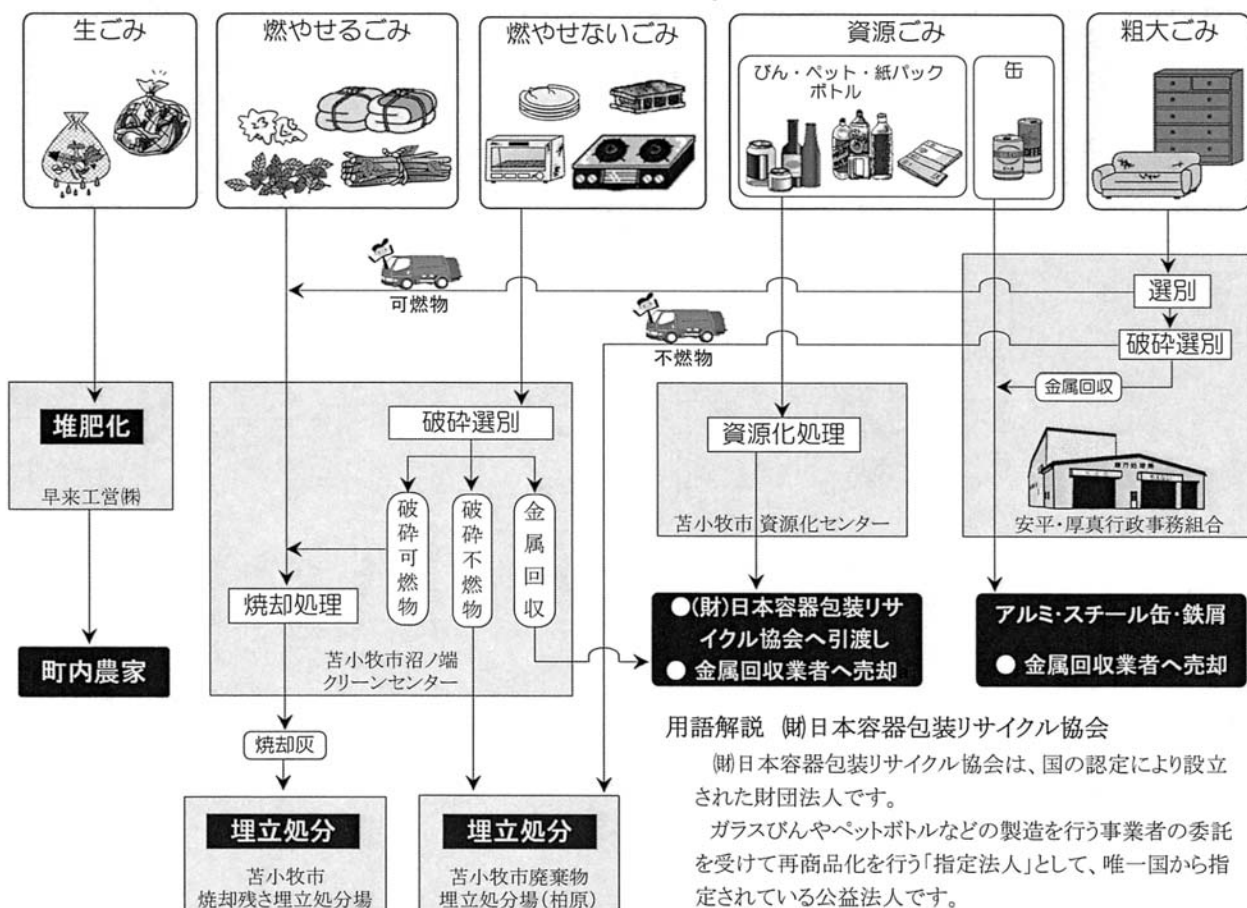 生ごみ
燃やせるごみ
燃やせないごみ
資源ごみ
粗大ごみ
びん・ペット・紙パック
ボトル
缶
可燃物
不燃物
選別
破砕選別
金属回収
堆肥化
早来工営㈱
破砕選別
資源化処理
破砕可燃物
破砕不燃物
金属回収
焼却処理
苫小牧市 資源化センター
安平・厚真行政事務組合
苫小牧市沼ノ端
クリーンセンター
町内農家
●(財)日本容器包装リサ
イクル協会へ引渡し
● 金属回収業者へ売却
アルミ・スチール缶・鉄屑
● 金属回収業者へ売却
焼却灰
埋立処分
苫小牧市
焼却残さ埋立処分場
埋立処分
苫小牧市廃棄物
埋立処分場(柏原)
用語解説 ㈶日本容器包装リサイクル協会
㈶日本容器包装リサイクル協会は、国の認定により設立
された財団法人です。
ガラスびんやペットボトルなどの製造を行う事業者の委託
を受けて再商品化を行う「指定法人」として、唯一国から指
定されている公益法人です。